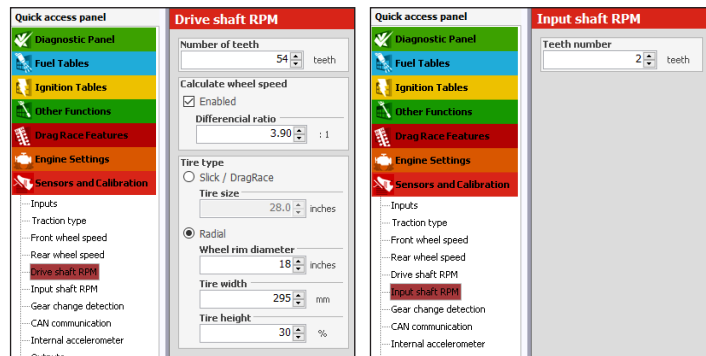 Quick access panel
Diagnostic Panel
Fuel Tables
Ignition Tables
Other Functions
Drag Race Features
Engine Settings
Sensors and Calibration
Inputs
Traction type
Front wheel speed
Rear wheel speed
Drive shaft RPM
Input shaft RPM
Gear change detection
CAN communication
Internal accelerometer
Outputs
Drive shaft RPM
Number of teeth
54 teeth
Calculate wheel speed
Enabled
Differential ratio
3.90 : 1
Tire type
Slick / DragRace
Tire size
28.0 inches
Radial
Wheel rim diameter
18 inches
Tire width
295 mm
Tire height
30 %
Quick access panel
Diagnostic Panel
Fuel Tables
Ignition Tables
Other Functions
Drag Race Features
Engine Settings
Sensors and Calibration
Inputs
Traction type
Front wheel speed
Rear wheel speed
Drive shaft RPM
Input shaft RPM
Gear change detection
CAN communication
Internal accelerometer
Input shaft RPM
Teeth number
2 teeth